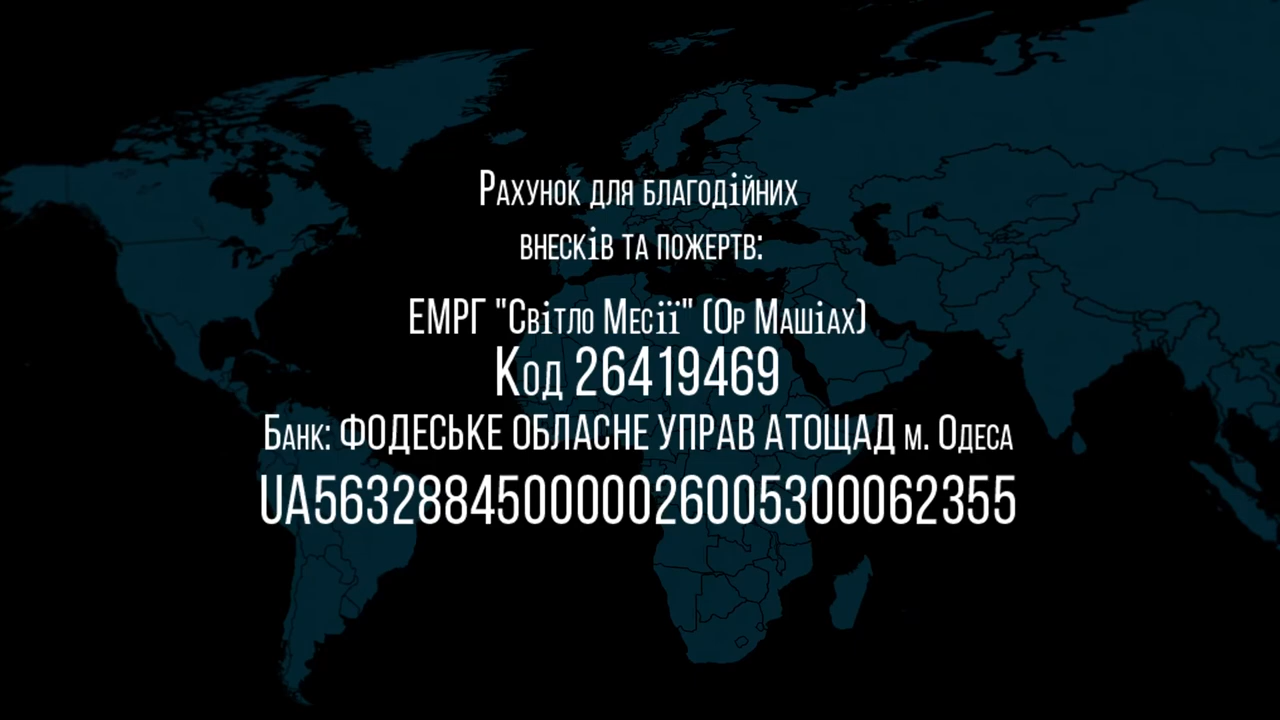 Рахунок для благодійних
внесків та пожертв:
ЕМРГ "Світло Месії" (Ор Машіах)
Код 26419469
Банк: ФОДЕСЬКЕ ОБЛАСНЕ УПРАВ АТОЩАД м. Одеса
UA563288450000026005300062355